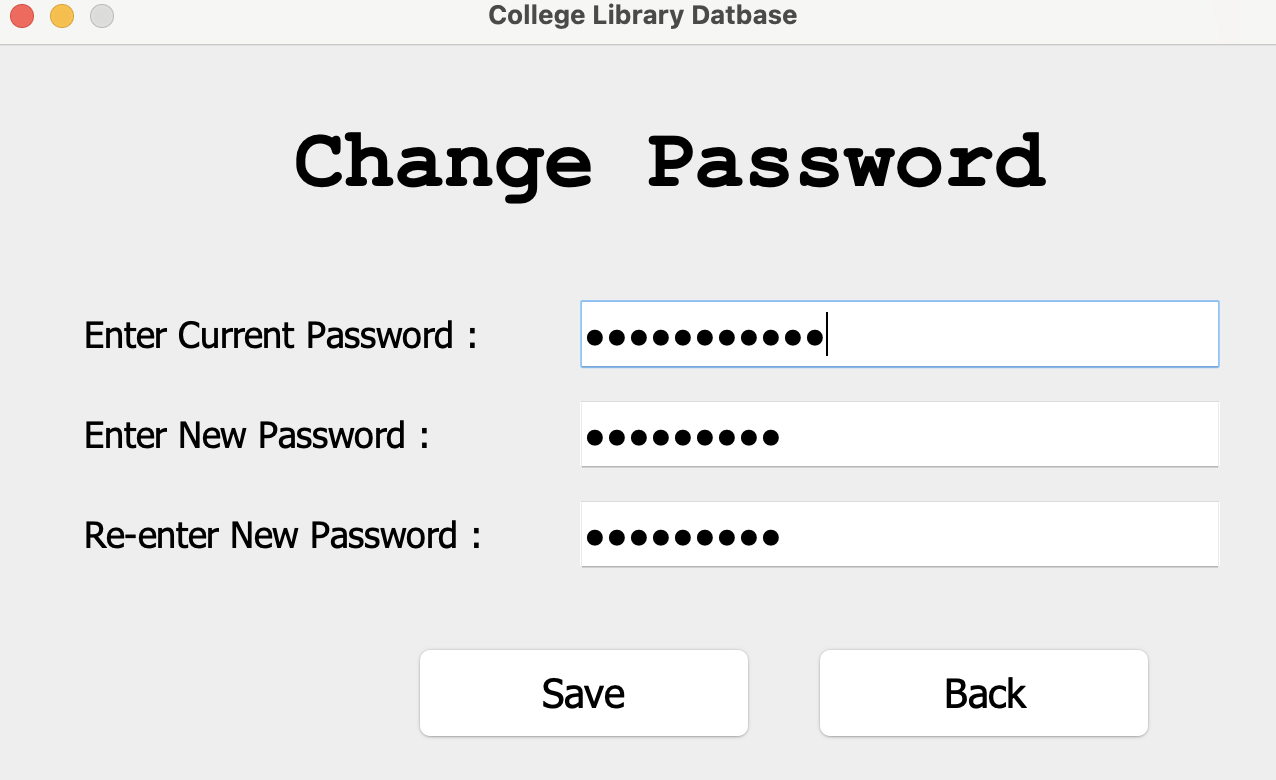 College Library Datbase
Change Password
Enter Current Password : ●●●●●●●●●●●
Enter New Password : ●●●●●●●●●
Re-enter New Password : ●●●●●●●●●
Save Back